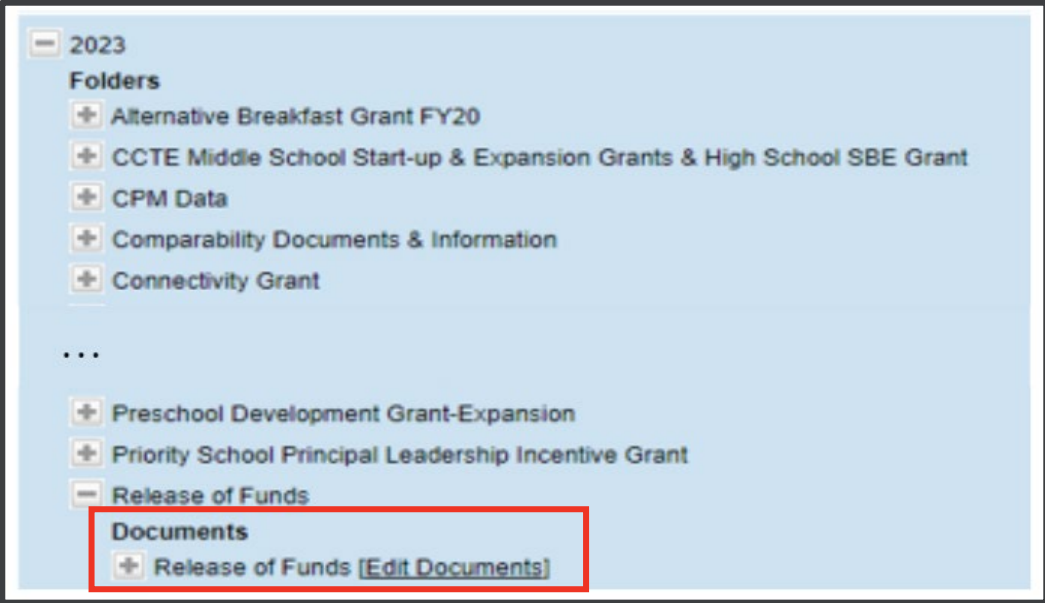 2023
Folders
Alternative Breakfast Grant FY20
CCTE Middle School Start-up & Expansion Grants & High School SBE Grant
CPM Data
Comparability Documents & Information
Connectivity Grant
...
Preschool Development Grant-Expansion
Priority School Principal Leadership Incentive Grant
Release of Funds
Documents
Release of Funds [Edit Documents]